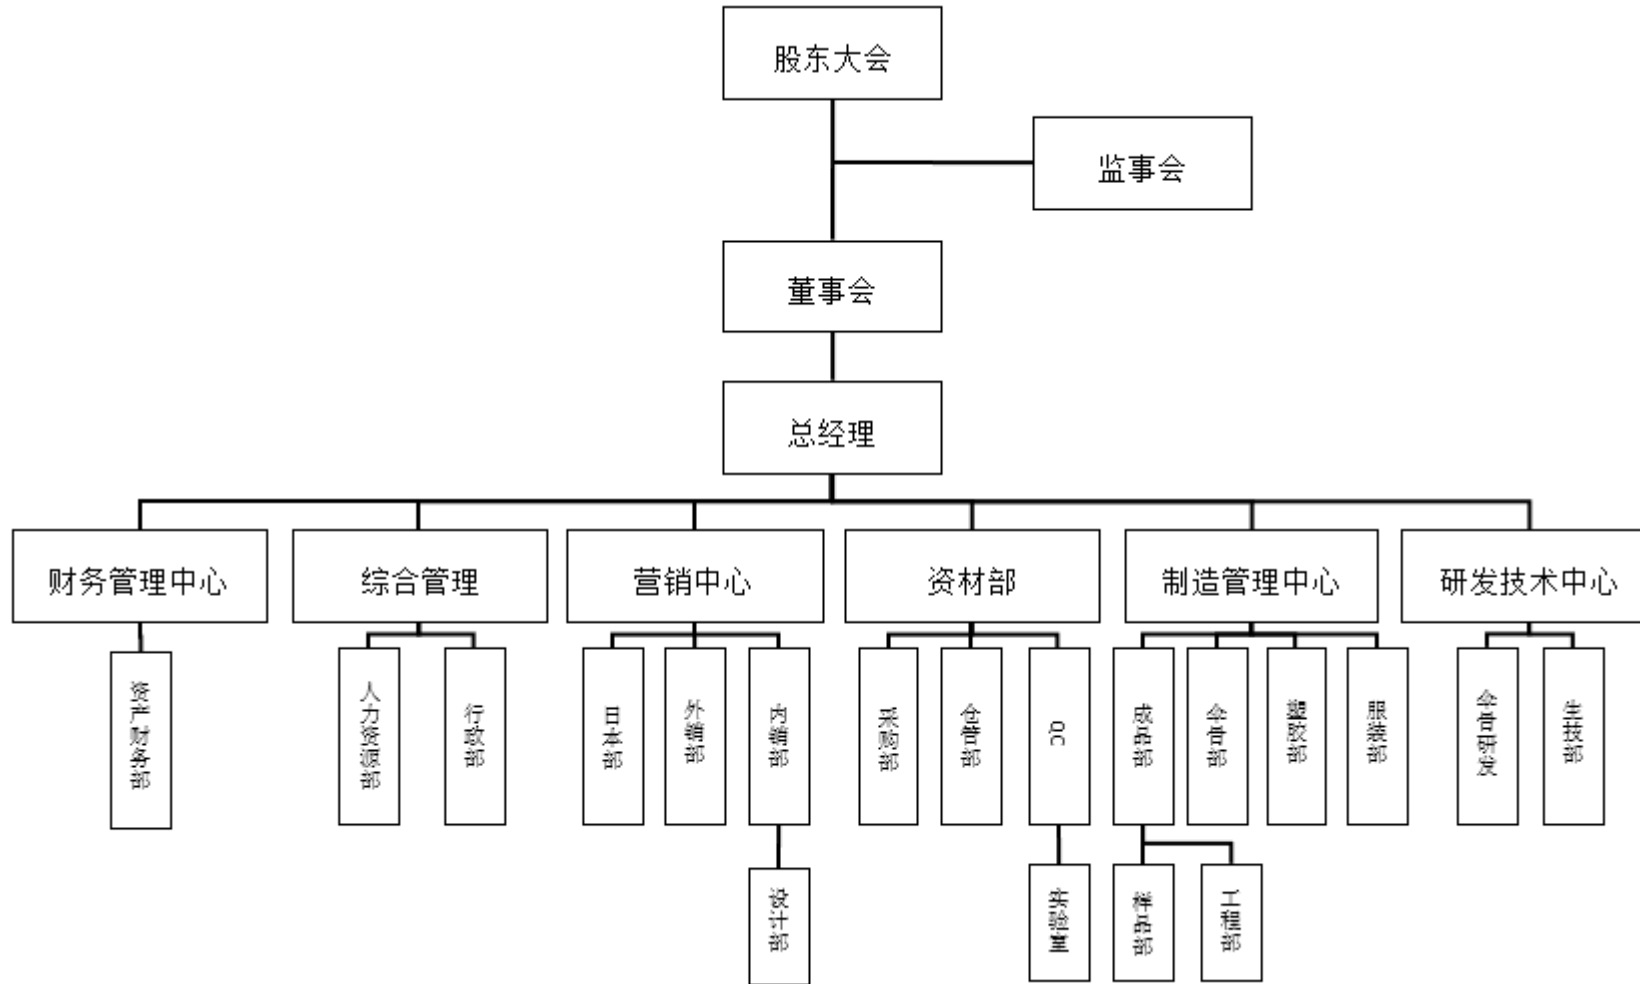 股东大会
监事会
董事会
总经理
财务管理中心
综合管理
营销中心
资材部
制造管理中心
研发技术中心
资产财务部
人力资源部
行政部
日本部
外销部
内销部
采购部
仓管部
QC
成品部
伞骨部
塑胶部
服装部
伞骨研发
生技部
设计部
实验室
样品部
工程部